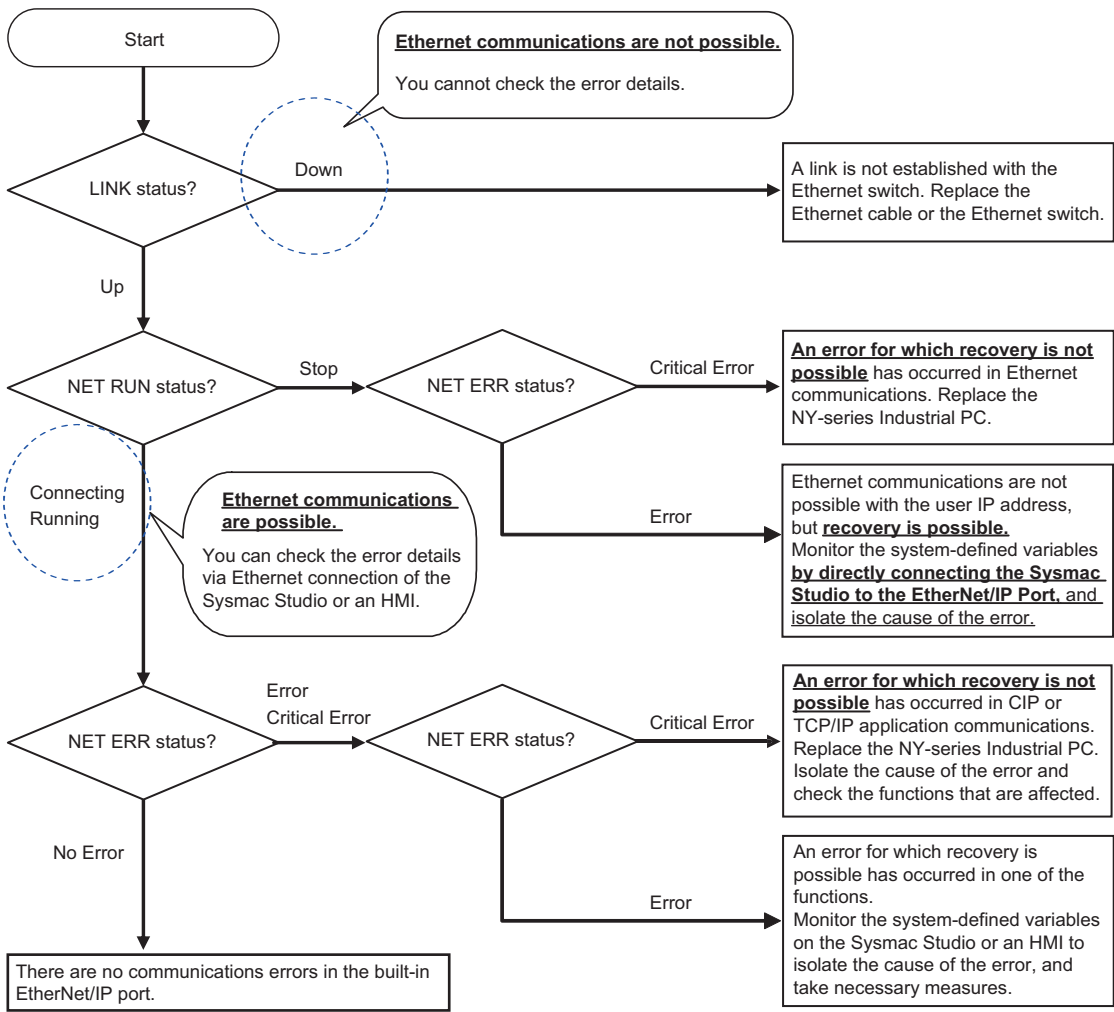 Start
Ethernet communications are not possible.
You cannot check the error details.
LINK status?
Down
A link is not established with the
Ethernet switch. Replace the
Ethernet cable or the Ethernet switch.
Up
NET RUN status?
Stop
NET ERR status?
Critical Error
An error for which recovery is not
possible has occurred in Ethernet
communications. Replace the
NY-series Industrial PC.
Connecting
Running
Ethernet communications
are possible.
You can check the error details
via Ethernet connection of the
Sysmac Studio or an HMI.
Error
Ethernet communications are not
possible with the user IP address,
but recovery is possible.
Monitor the system-defined variables
by directly connecting the Sysmac
Studio to the EtherNet/IP Port, and
isolate the cause of the error.
NET ERR status?
Error
Critical Error
NET ERR status?
Critical Error
An error for which recovery is not
possible has occurred in CIP or
TCP/IP application communications.
Replace the NY-series Industrial PC.
Isolate the cause of the error and
check the functions that are affected.
No Error
Error
An error for which recovery is
possible has occurred in one of the
functions.
Monitor the system-defined variables
on the Sysmac Studio or an HMI to
isolate the cause of the error, and
take necessary measures.
There are no communications errors in the built-in
EtherNet/IP port.